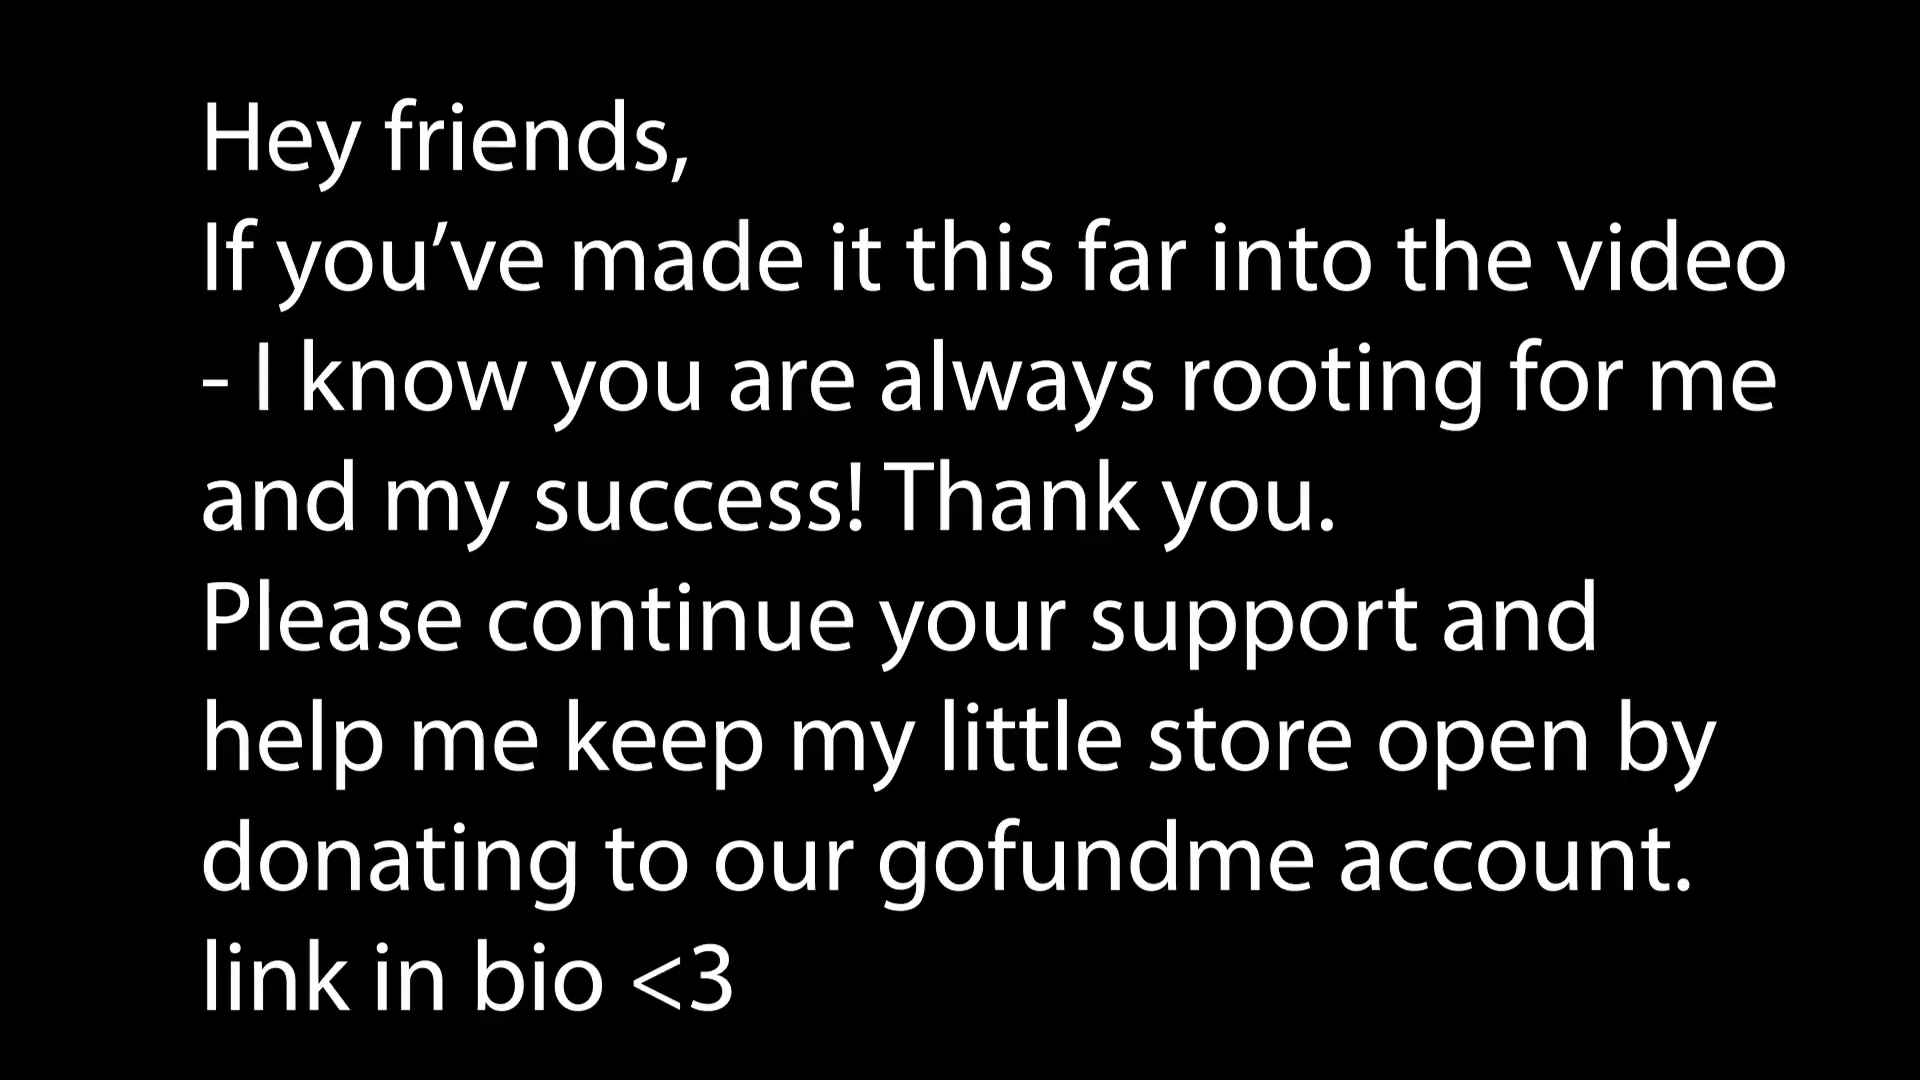 Hey friends,
If you’ve made it this far into the video
- I know you are always rooting for me
and my success! Thank you.
Please continue your support and
help me keep my little store open by
donating to our gofundme account.
link in bio <3